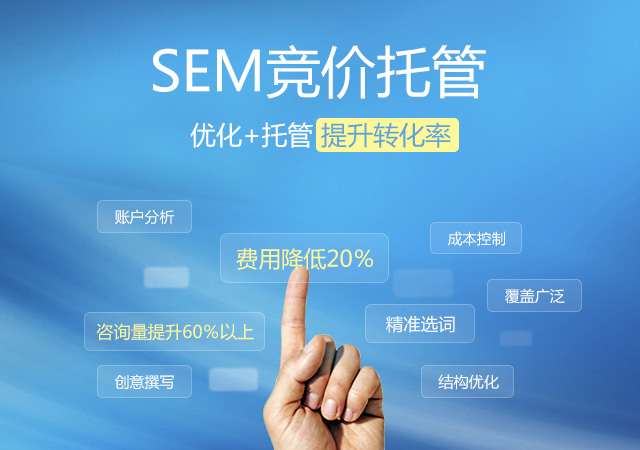 SEM竞价托管
优化+托管 提升转化率
账户分析
成本控制
费用降低20%
覆盖广泛
精准选词
咨询量提升60%以上
创意撰写
结构优化